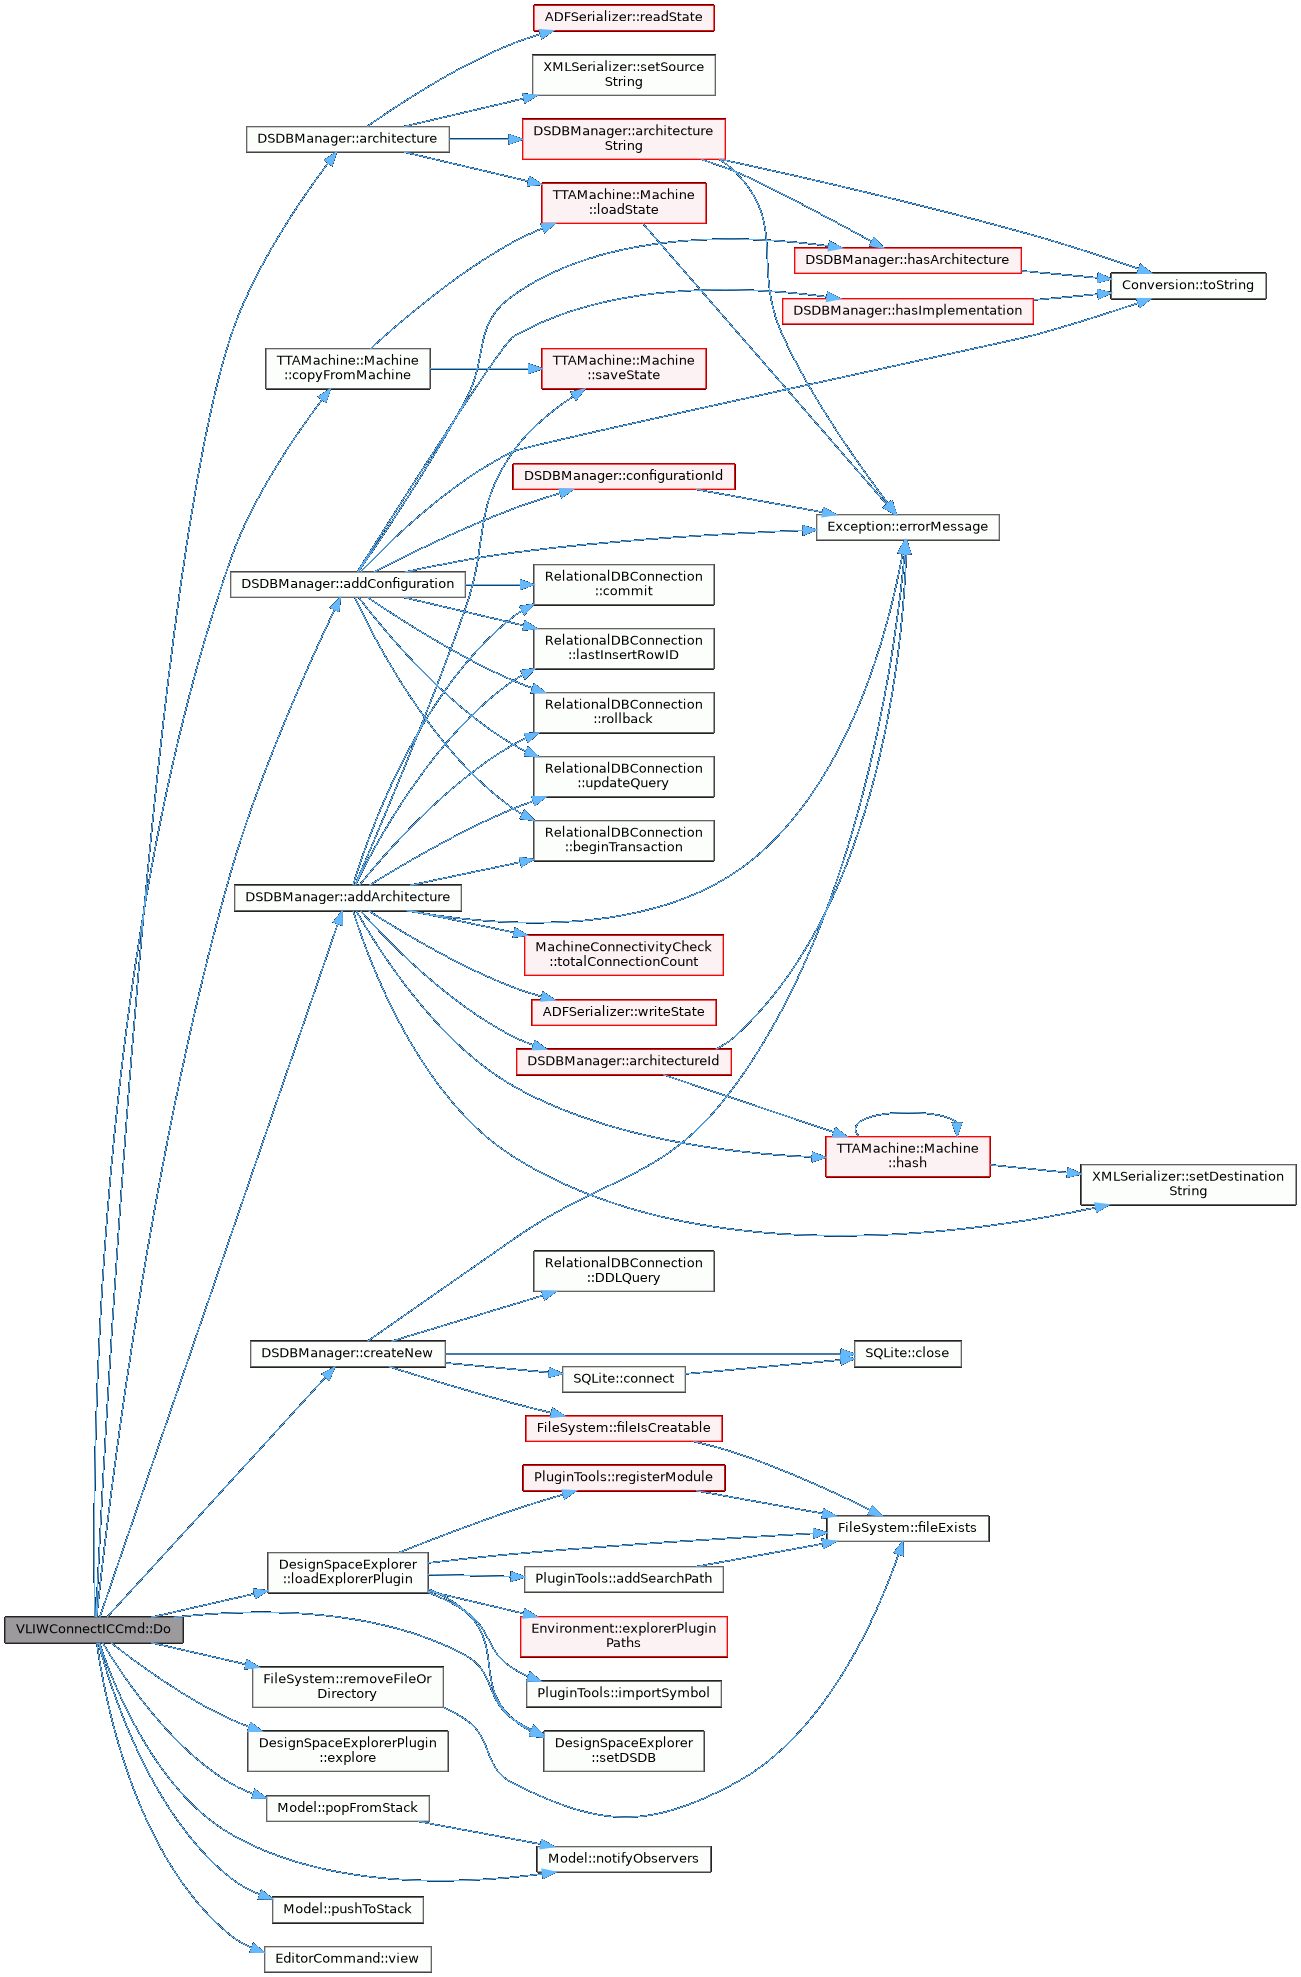 ADFSerializer::readState
XMLSerializer::setSource
String
DSDBManager::architecture
String
DSDBManager::architecture
TTAMachine::Machine
::loadState
DSDBManager::hasArchitecture
Conversion::toString
DSDBManager::hasImplementation
TTAMachine::Machine
::copyFromMachine
TTAMachine::Machine
::saveState
DSDBManager::configurationId
Exception::errorMessage
DSDBManager::addConfiguration
RelationalDBConnection
::commit
RelationalDBConnection
::lastInsertRowID
RelationalDBConnection
::rollback
RelationalDBConnection
::updateQuery
RelationalDBConnection
::beginTransaction
DSDBManager::addArchitecture
MachineConnectivityCheck
::totalConnectionCount
ADFSerializer::writeState
DSDBManager::architectureId
TTAMachine::Machine
::hash
XMLSerializer::setDestination
String
RelationalDBConnection
::DDLQuery
DSDBManager::createNew
SQLite::close
SQLite::connect
FileSystem::fileIsCreatable
PluginTools::registerModule
FileSystem::fileExists
DesignSpaceExplorer
::loadExplorerPlugin
PluginTools::addSearchPath
VLIWConnectICCmd::Do
Environment::explorerPlugin
Paths
FileSystem::removeFileOr
Directory
PluginTools::importSymbol
DesignSpaceExplorerPlugin
::explore
DesignSpaceExplorer
::setDSDB
Model::popFromStack
Model::notifyObservers
Model::pushToStack
EditorCommand::view